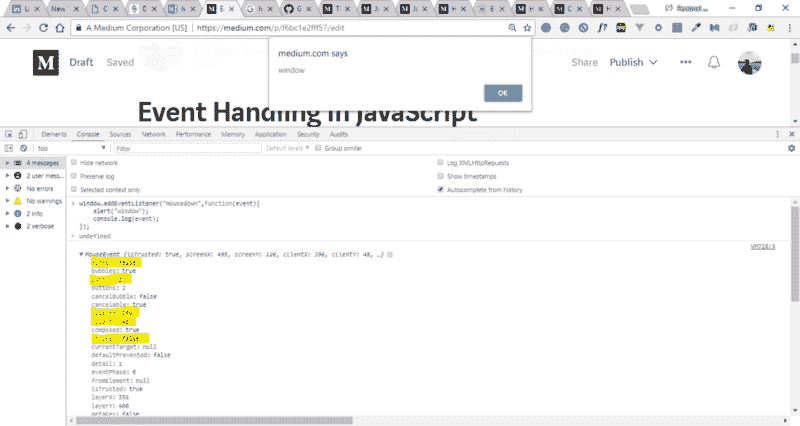 New
A Medium Corporation [US] | https://medium.com/p/f6bc1e2fff57/edit
medium.com says
window
OK
M Draft Saved
Share Publish
Event Handling in JavaScript
Elements Console Sources Network Performance Memory Application Security Audits
top Filter Default levels Group similar
4 messages
2 user mess...
No errors
No warnings
2 info
2 verbose
Hide network
Preserve log
Selected context only
Log XMLHttpRequests
Show timestamps
Autocomplete from history
window.addEventListener("mousedown",function(event){
alert("window");
console.log(event);
});
undefined
VM728:3
MouseEvent {isTrusted: true, screenX: 495, screenY: 126, clientX: 396, clientY: 48, …}
bubbles: true
buttons: 1
cancelBubble: false
cancelable: true
composed: true
currentTarget: null
defaultPrevented: false
detail: 1
eventPhase: 0
fromElement: null
isTrusted: true
layerX: 356
layerY: 400
metaKey: false